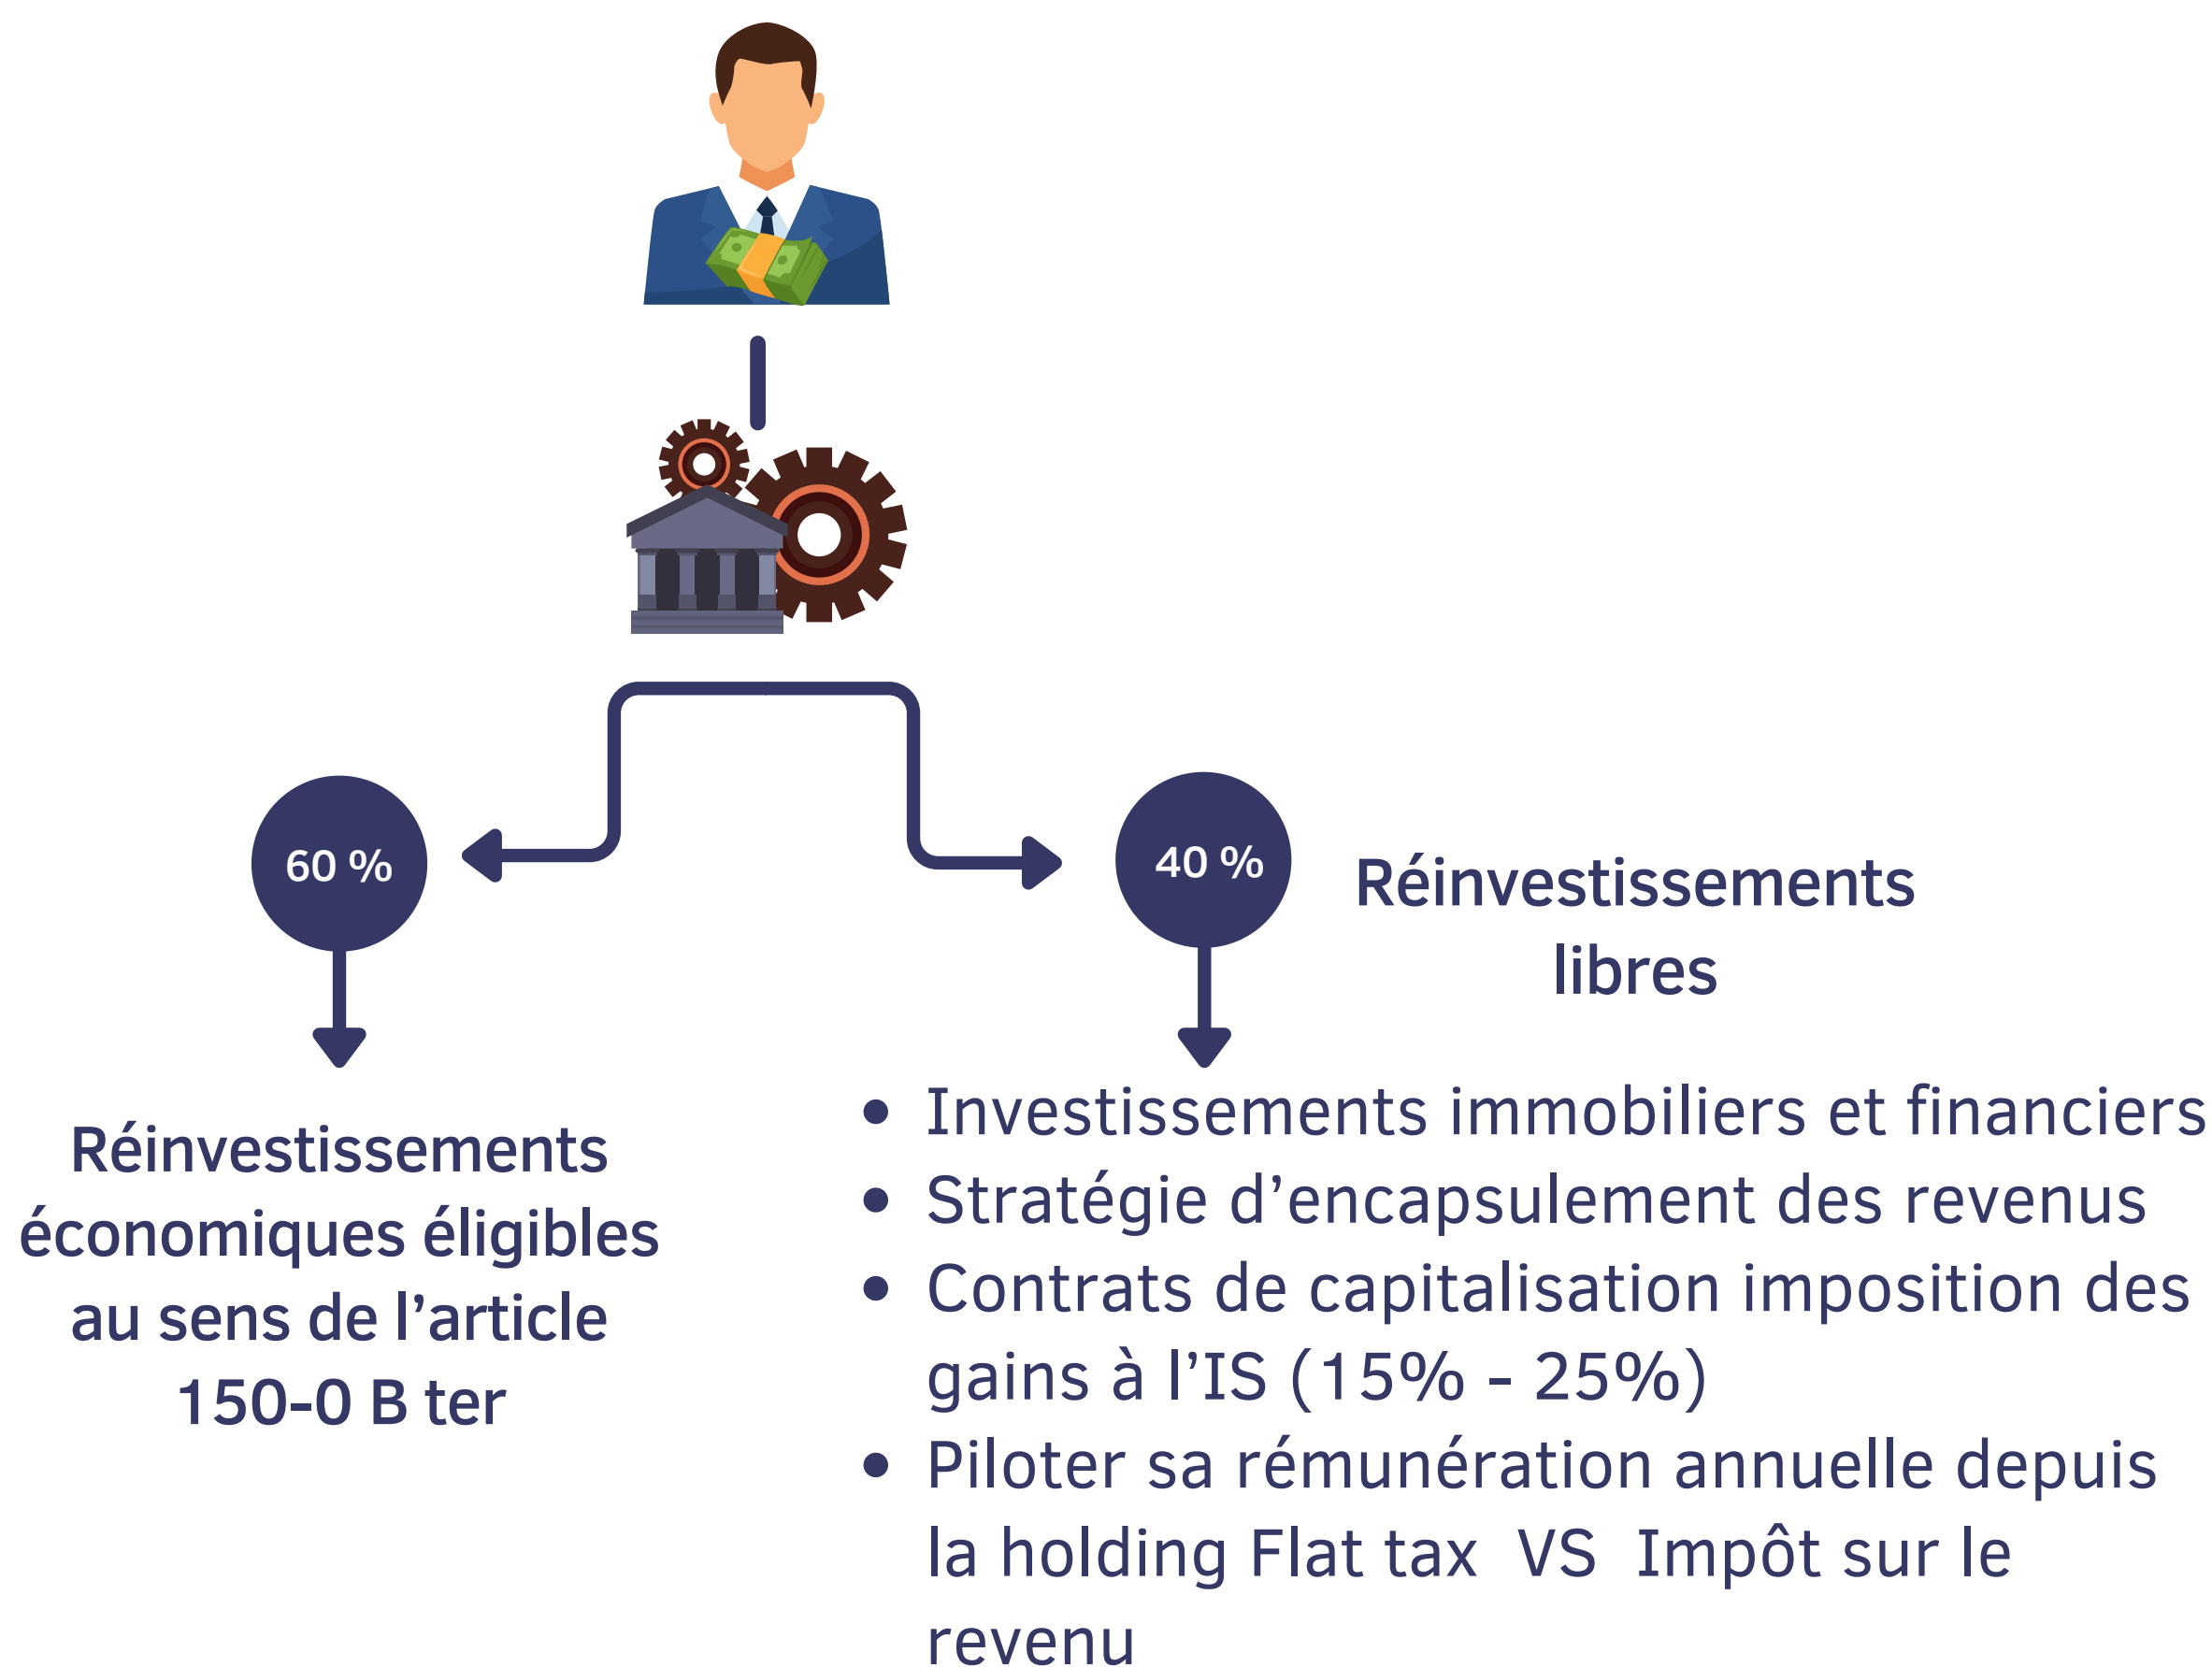 60 %
40 %
Réinvestissements
libres
Réinvestissements
économiques éligibles
au sens de l’article
150-0 B ter
• Investissements immobiliers et financiers
• Stratégie d’encapsulement des revenus
• Contrats de capitalisation imposition des
gains à l’IS (15% - 25%)
• Piloter sa rémunération annuelle depuis
la holding Flat tax VS Impôt sur le
revenu